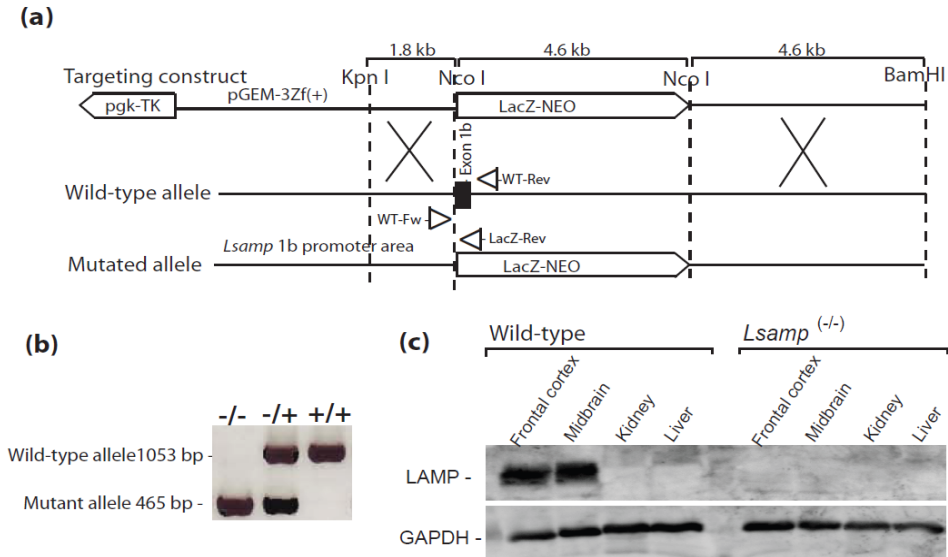 (a)
1.8 kb 4.6 kb 4.6 kb
Targeting construct Kpn I Nco I Nco I BamHI
pgk-TK pGEM-3Zf(+) LacZ-NEO
Exon 1b
WT-Rev
Wild-type allele
WT-Fw
LacZ-Rev
Lsamp 1b promoter area
Mutated allele LacZ-NEO
(b)
-/- -/+ +/+
Wild-type allele1053 bp -
Mutant allele 465 bp -
(c)
Wild-type Lsamp (-/-)
Frontal cortex Midbrain Kidney Liver Frontal cortex Midbrain Kidney Liver
LAMP -
GAPDH -